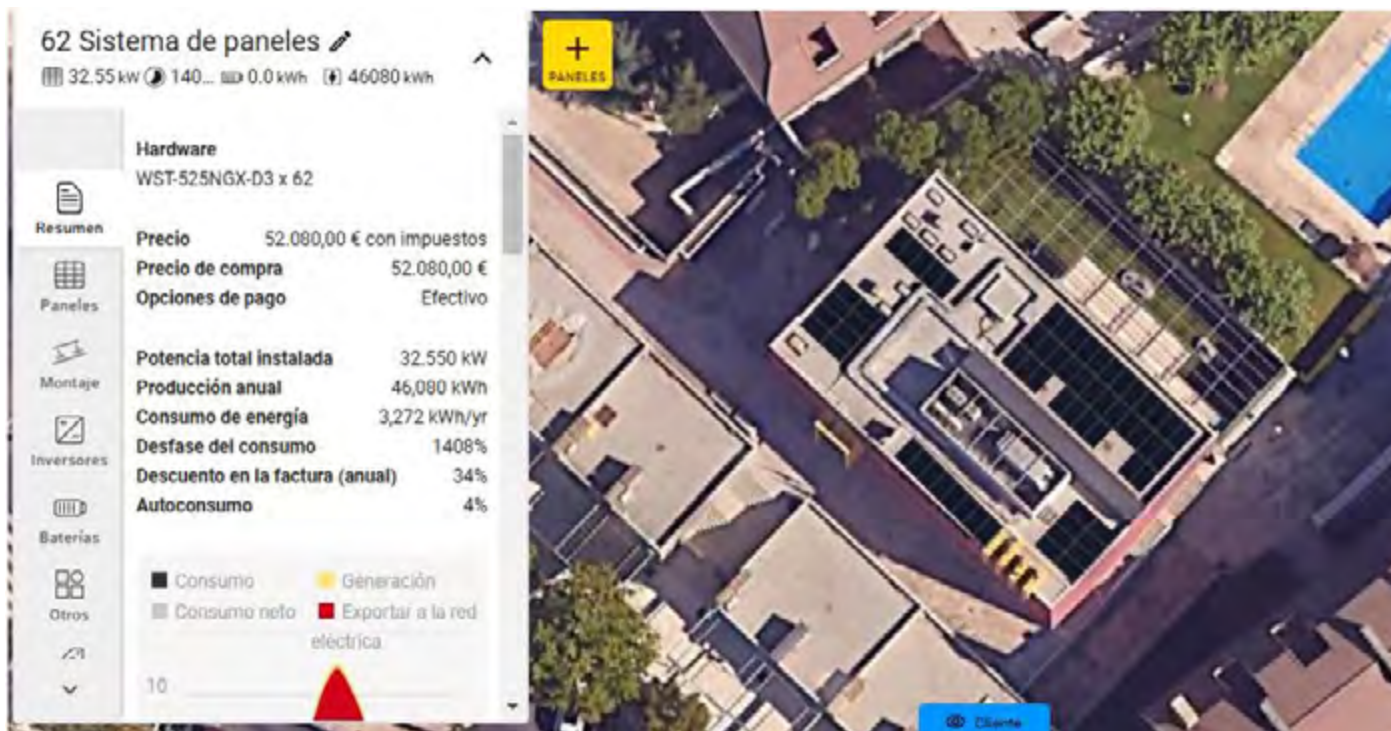 62 Sistema de paneles
32.55 kW 140... 0.0 kWh 46080 kWh
+
PANELES
Hardware
WST-525NGX-D3 x 62
Resumen
Precio 52.080,00 € con impuestos
Precio de compra 52.080,00 €
Opciones de pago Efectivo
Paneles
Montaje
Inversores
Baterías
Otros
Potencia total instalada 32.550 kW
Producción anual 46,080 kWh
Consumo de energía 3,272 kWh/yr
Desfase del consumo 1408%
Descuento en la factura (anual) 34%
Autoconsumo 4%
Consumo Generación
Consumo neto Exportar a la red
eléctrica
10
Cliente